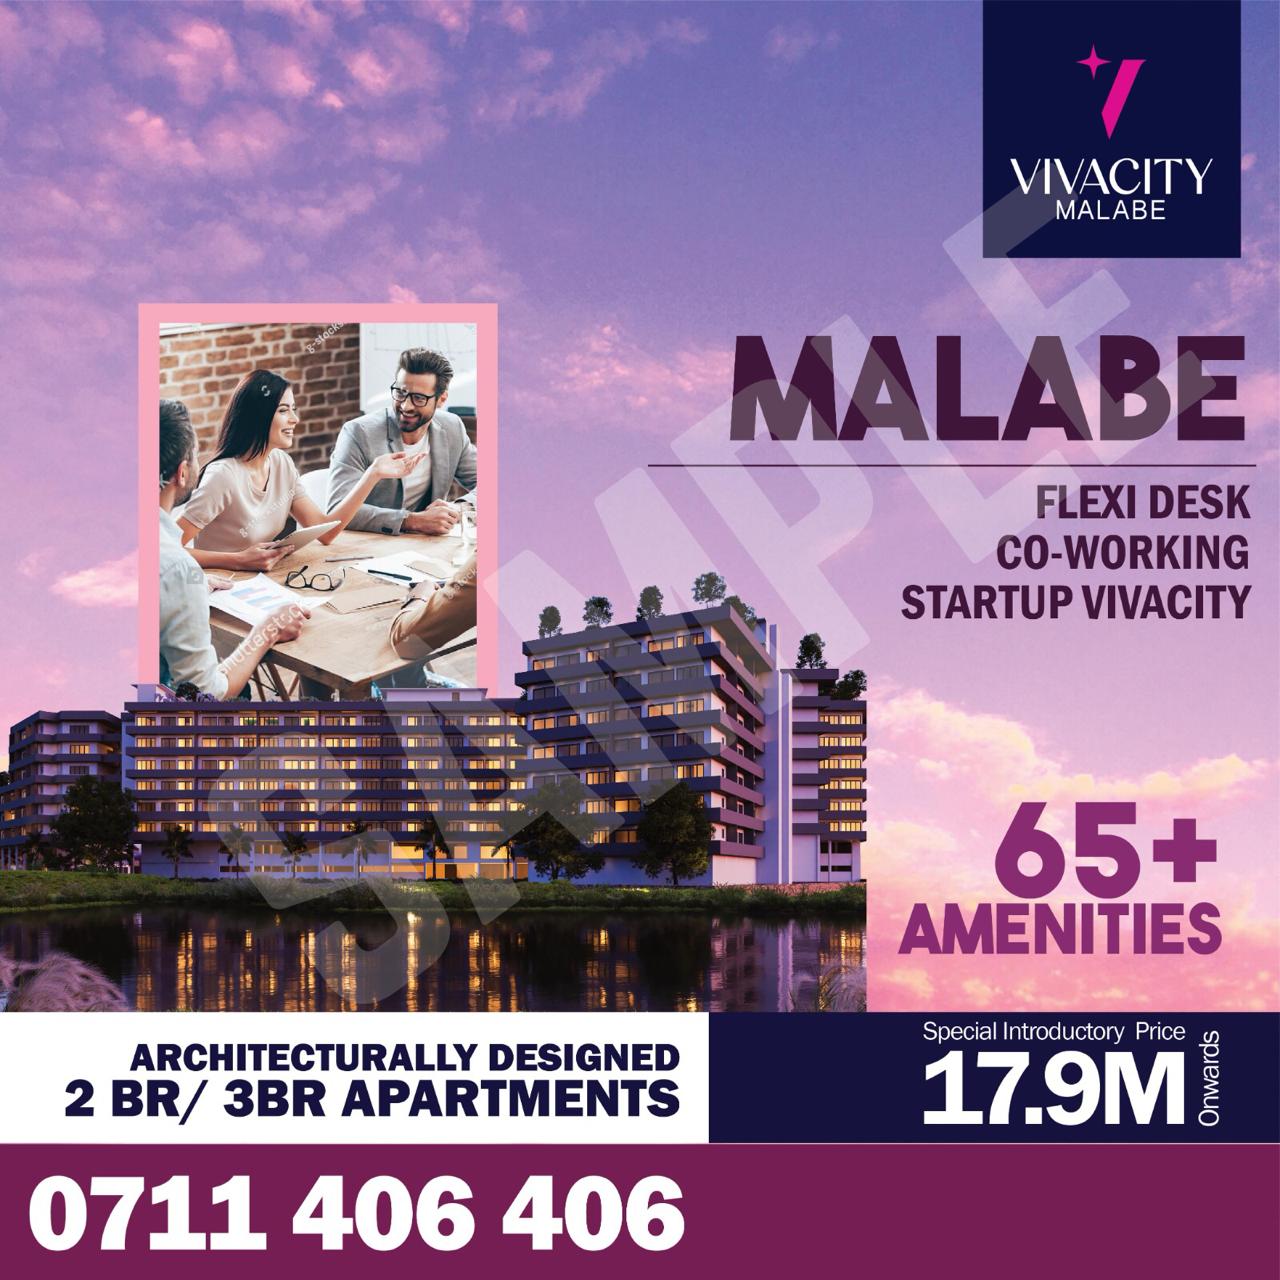 VIVACITY
MALABE
MALABE
FLEXI DESK
CO-WORKING
STARTUP VIVACITY
SAMPLE
65+
AMENITIES
ARCHITECTURALLY DESIGNED
2 BR/ 3BR APARTMENTS
Special Introductory Price
17.9M
Onwards
0711 406 406
shutterstock